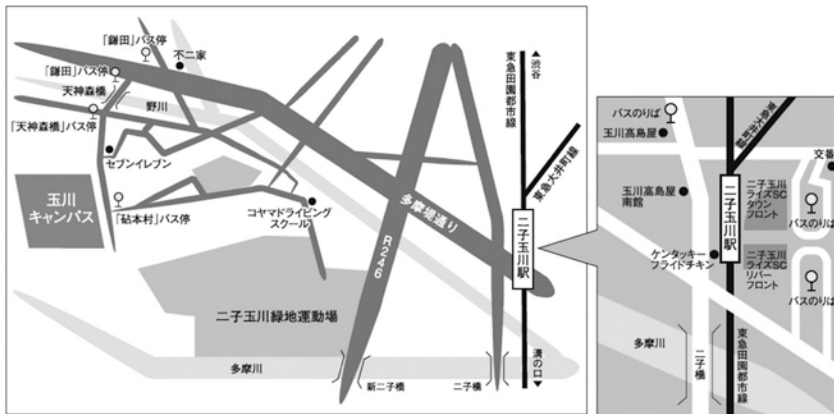 「鎌田」バス停
不二家
「鎌田」バス停
天神森橋
野川
「天神森橋」バス停
セブンイレブン
玉川
キャンパス
「砧本村」バス停
コヤマドライビング
スクール
多摩堤通り
R246
二子玉川緑地運動場
多摩川
新二子橋
二子橋
▲渋谷
東急田園都市線
東急大井町線
二子玉川駅
溝の口▼
バスのりば
玉川高島屋
東急大井町線
交番
玉川高島屋
南館
二子玉川駅
二子玉川
ライズSC
タウン
フロント
バスのりば
ケンタッキー
フライドチキン
二子玉川
ライズSC
リバー
フロント
バスのりば
多摩川
二子橋
東急田園都市線